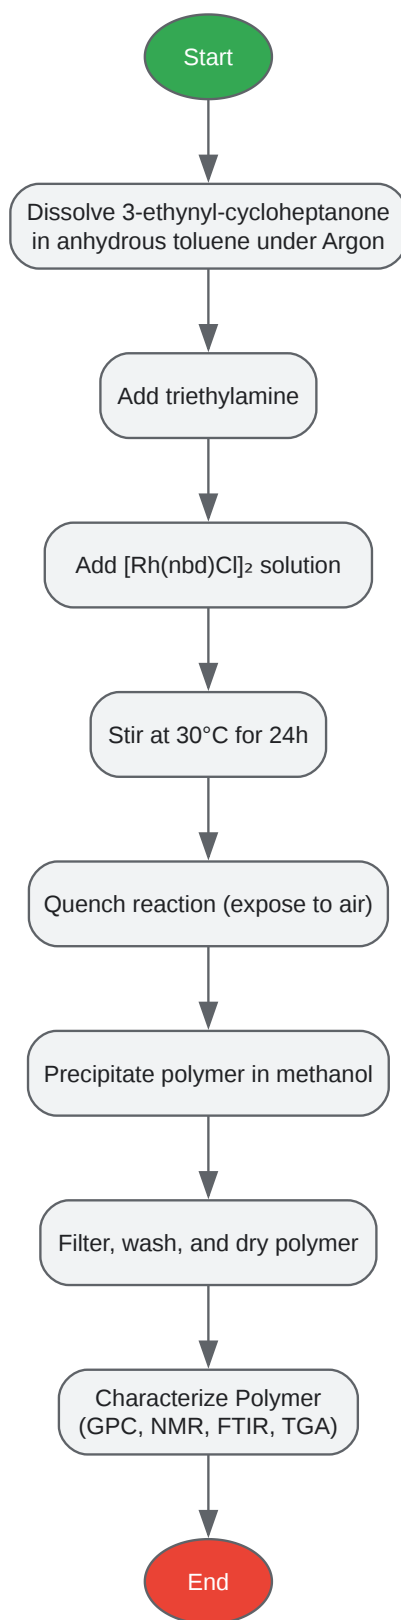 Start
Dissolve 3-ethynyl-cycloheptanone
in anhydrous toluene under Argon
Add triethylamine
Add [Rh(nbd)Cl]₂ solution
Stir at 30°C for 24h
Quench reaction (expose to air)
Precipitate polymer in methanol
Filter, wash, and dry polymer
Characterize Polymer
(GPC, NMR, FTIR, TGA)
End